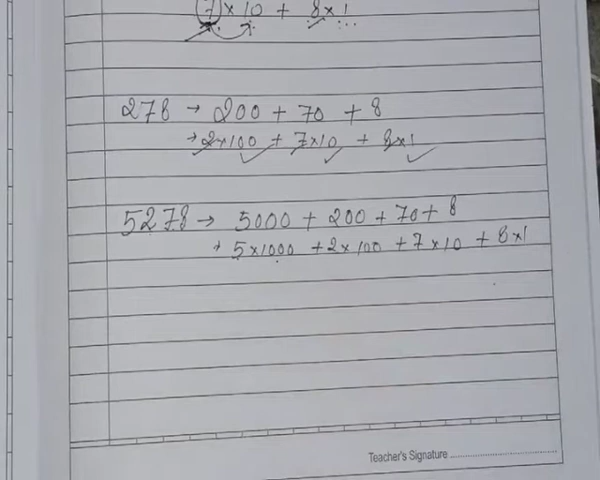 7 × 10 + 8 × 1
278 → 200 + 70 + 8
→ 2×100 + 7×10 + 8×1
5278 → 5000 + 200 + 70 + 8
→ 5×1000 + 2×100 + 7×10 + 8×1
Teacher's Signature